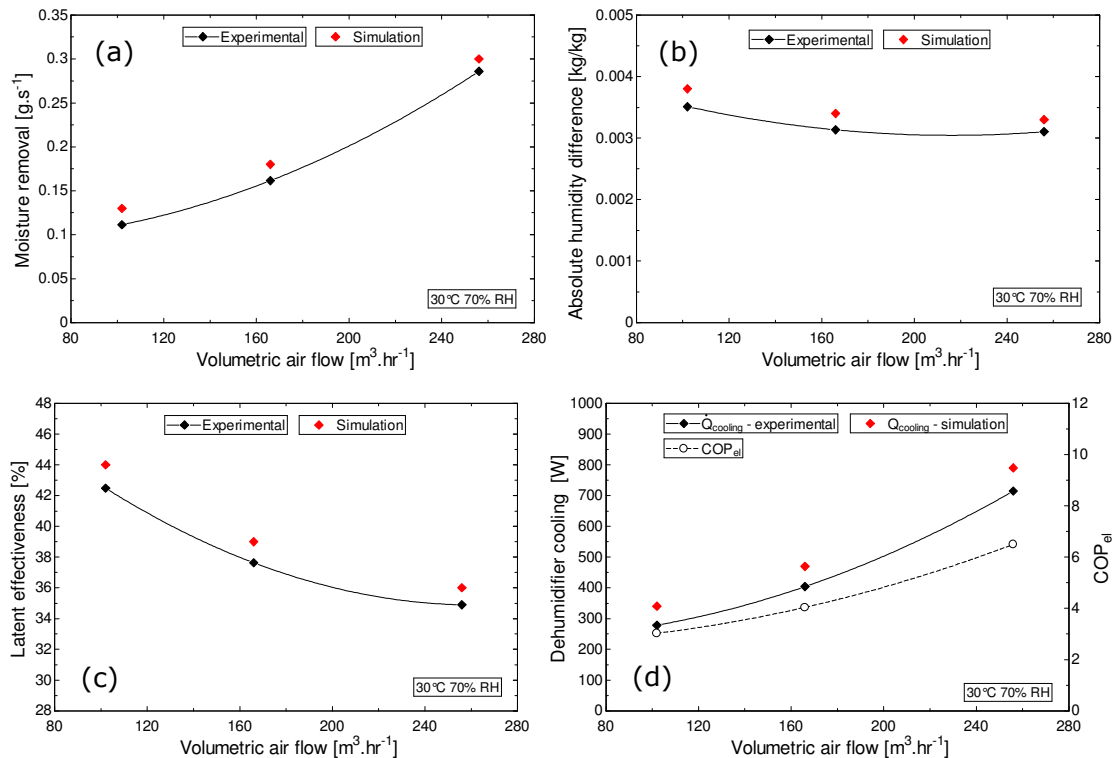 (a)
Experimental Simulation
Moisture removal [g.s⁻¹]
0.35
0.3
0.25
0.2
0.15
0.1
0.05
0
30°C 70% RH
80 120 160 200 240 280
Volumetric air flow [m³.hr⁻¹]
(b)
Experimental Simulation
Absolute humidity difference [kg/kg]
0.005
0.004
0.003
0.002
0.001
0
30°C 70% RH
80 120 160 200 240 280
Volumetric air flow [m³.hr⁻¹]
Experimental Simulation
Latent effectiveness [%]
48
46
44
42
40
38
36
34
32
30
28
(c)
30°C 70% RH
80 120 160 200 240 280
Volumetric air flow [m³.hr⁻¹]
Q̇cooling - experimental Qcooling - simulation
COPel
Dehumidifier cooling [W]
1000
900
800
700
600
500
400
300
200
100
0
12
10
8
6
4
2
0
COPel
(d)
30°C 70% RH
80 120 160 200 240 280
Volumetric air flow [m³.hr⁻¹]